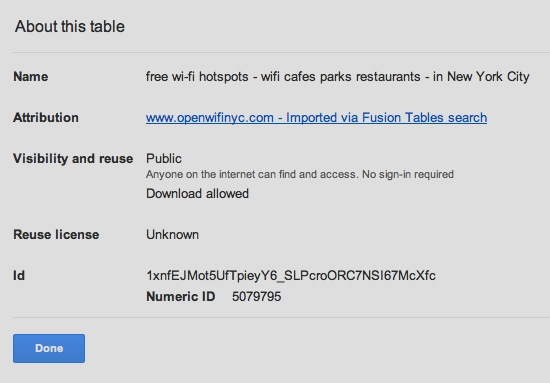 About this table
Name free wi-fi hotspots - wifi cafes parks restaurants - in New York City
Attribution www.openwifinyc.com - Imported via Fusion Tables search
Visibility and reuse Public
Anyone on the internet can find and access. No sign-in required
Download allowed
Reuse license Unknown
Id 1xnfEJMot5UfTpieyY6_SLPcroORC7NSI67McXfc
Numeric ID 5079795
Done